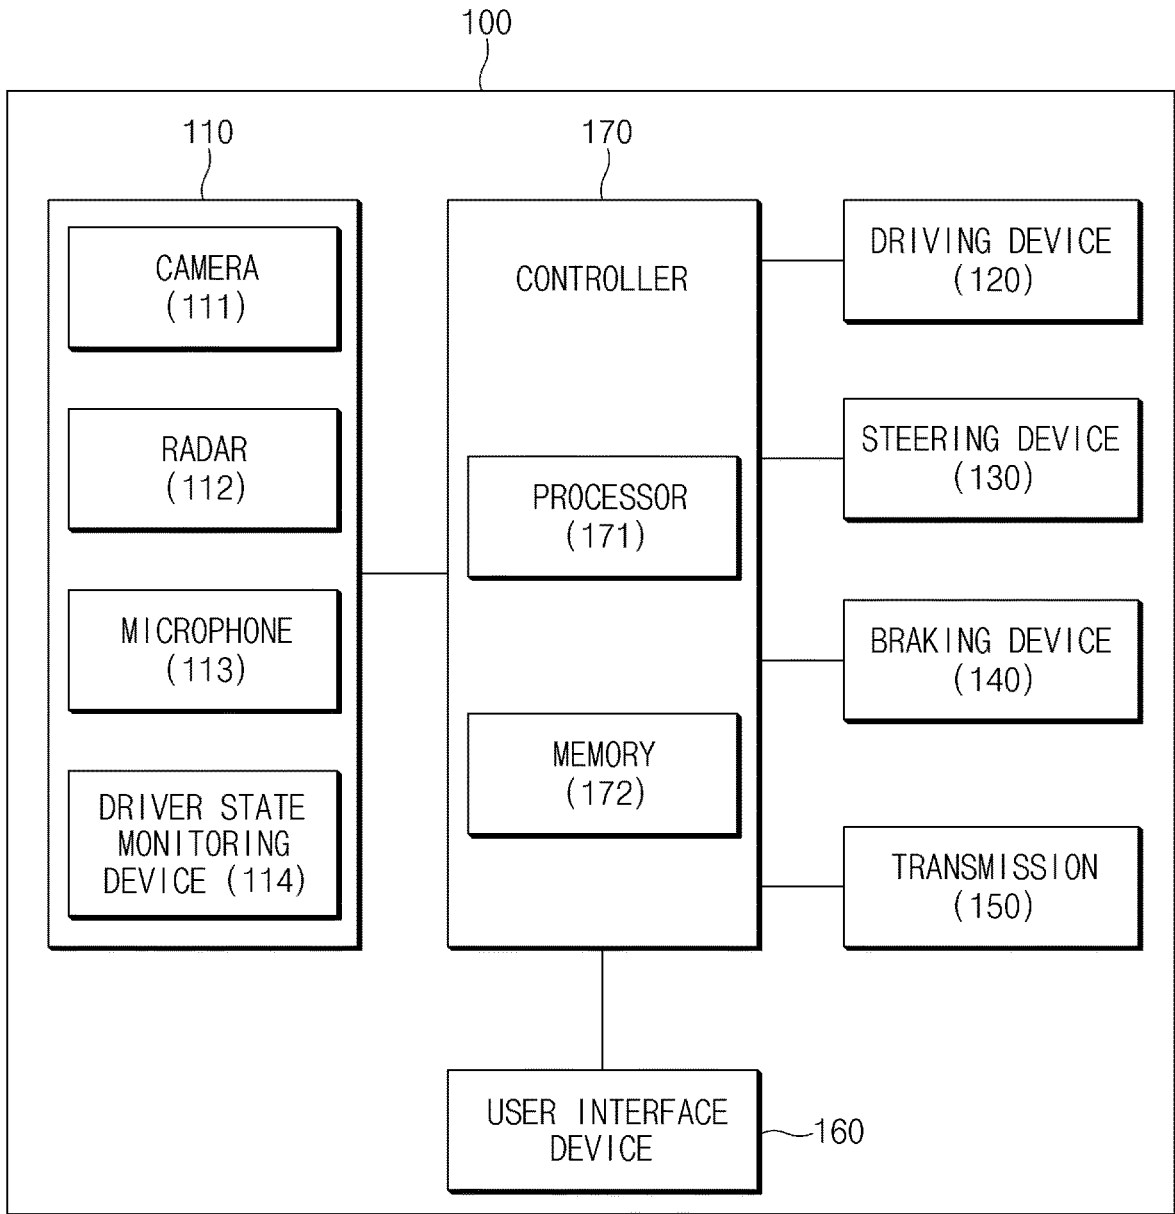 100
110
170
CAMERA
(111)
RADAR
(112)
MICROPHONE
(113)
DRIVER STATE
MONITORING
DEVICE (114)
CONTROLLER
PROCESSOR
(171)
MEMORY
(172)
DRIVING DEVICE
(120)
STEERING DEVICE
(130)
BRAKING DEVICE
(140)
TRANSMISSION
(150)
USER INTERFACE
DEVICE
160